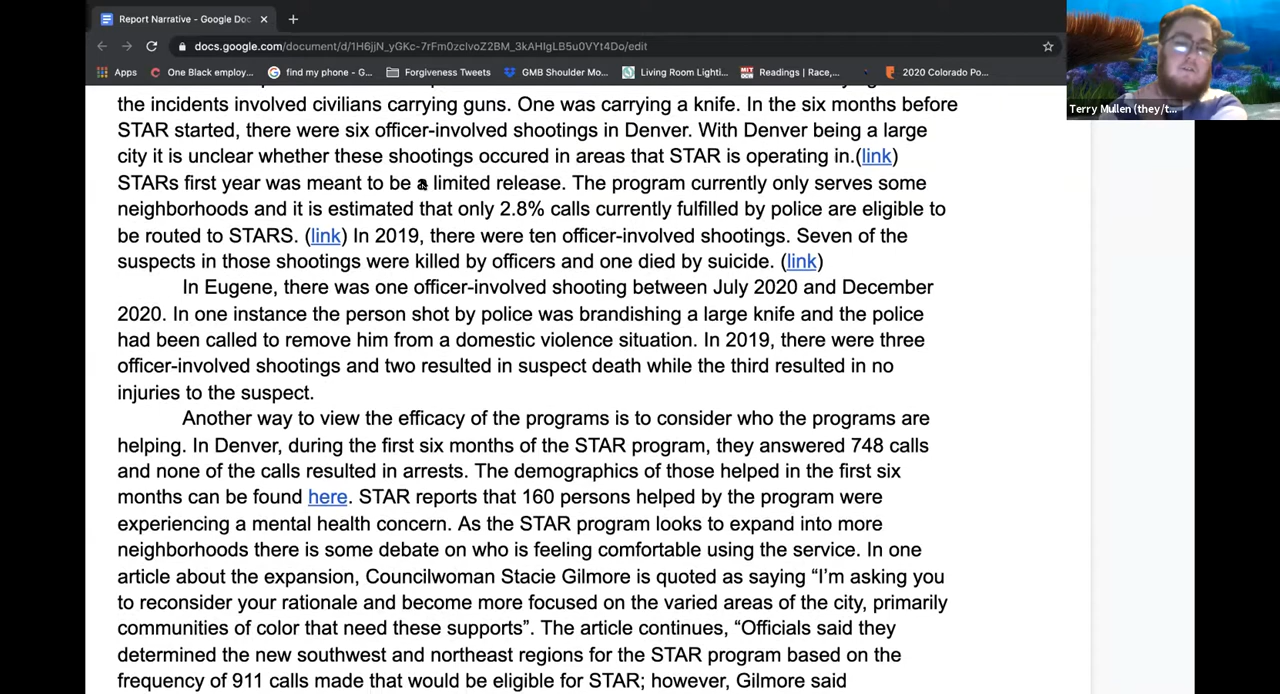 Report Narrative - Google Doc
docs.google.com/document/d/1H6jjN_yGKc-7rFm0zcIvoZ2BM_3kAHIgLB5u0VYt4Do/edit
Apps One Black employ... find my phone - G... Forgiveness Tweets GMB Shoulder Mo... Living Room Lighti... Readings | Race,... 2020 Colorado Po...
Terry Mullen (they/t...
the incidents involved civilians carrying guns. One was carrying a knife. In the six months before
STAR started, there were six officer-involved shootings in Denver. With Denver being a large
city it is unclear whether these shootings occured in areas that STAR is operating in.(link)
STARs first year was meant to be a limited release. The program currently only serves some
neighborhoods and it is estimated that only 2.8% calls currently fulfilled by police are eligible to
be routed to STARS. (link) In 2019, there were ten officer-involved shootings. Seven of the
suspects in those shootings were killed by officers and one died by suicide. (link)
In Eugene, there was one officer-involved shooting between July 2020 and December
2020. In one instance the person shot by police was brandishing a large knife and the police
had been called to remove him from a domestic violence situation. In 2019, there were three
officer-involved shootings and two resulted in suspect death while the third resulted in no
injuries to the suspect.
Another way to view the efficacy of the programs is to consider who the programs are
helping. In Denver, during the first six months of the STAR program, they answered 748 calls
and none of the calls resulted in arrests. The demographics of those helped in the first six
months can be found here. STAR reports that 160 persons helped by the program were
experiencing a mental health concern. As the STAR program looks to expand into more
neighborhoods there is some debate on who is feeling comfortable using the service. In one
article about the expansion, Councilwoman Stacie Gilmore is quoted as saying “I’m asking you
to reconsider your rationale and become more focused on the varied areas of the city, primarily
communities of color that need these supports”. The article continues, “Officials said they
determined the new southwest and northeast regions for the STAR program based on the
frequency of 911 calls made that would be eligible for STAR; however, Gilmore said